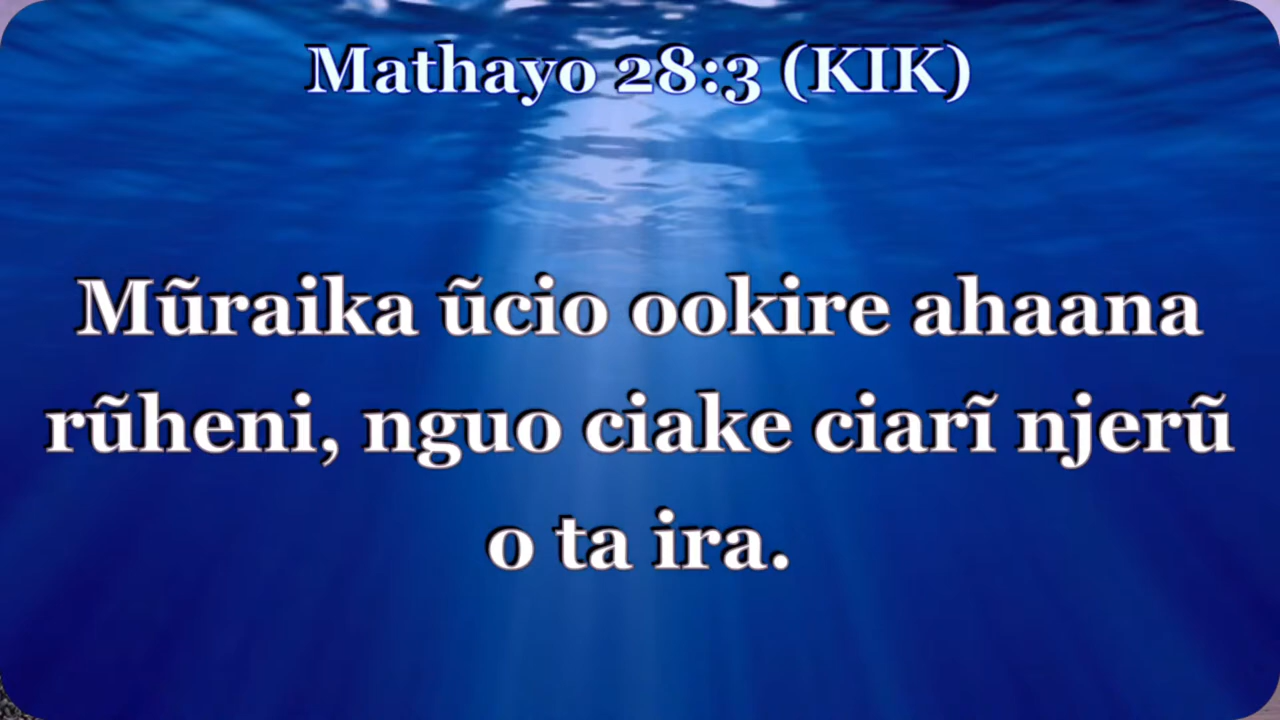 Mathayo 28:3 (KIK)
Mũraika ũcio ookire ahaana
rũheni, nguo ciake ciarĩ njerũ
o ta ira.